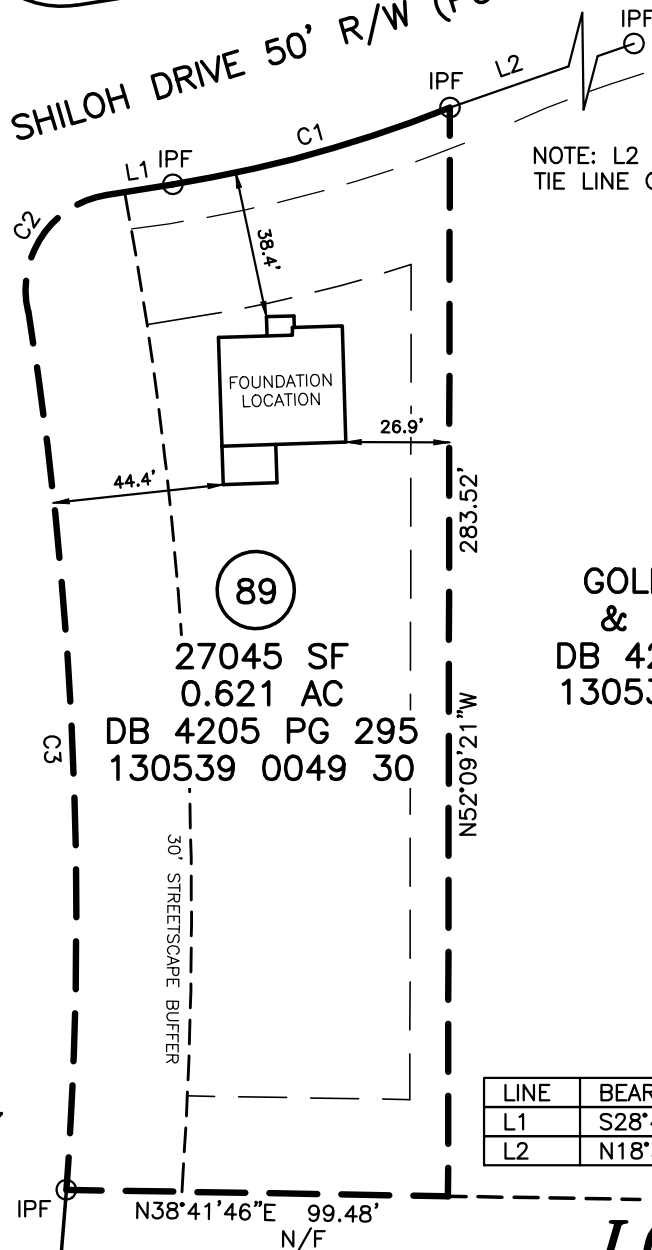 SHILOH DRIVE 50' R/W
IPF
IPF
L2
C1
IPF
L1
C2
NOTE: L2
TIE LINE
38.4'
FOUNDATION
LOCATION
26.9'
44.4'
283.52'
89
27045 SF
0.621 AC
DB 4205 PG 295
130539 0049 30
&
DB
N52°09'21"W
C3
30' STREETSCAPE BUFFER
LINE
L1
L2
IPF
N38°41'46"E 99.48'
N/F